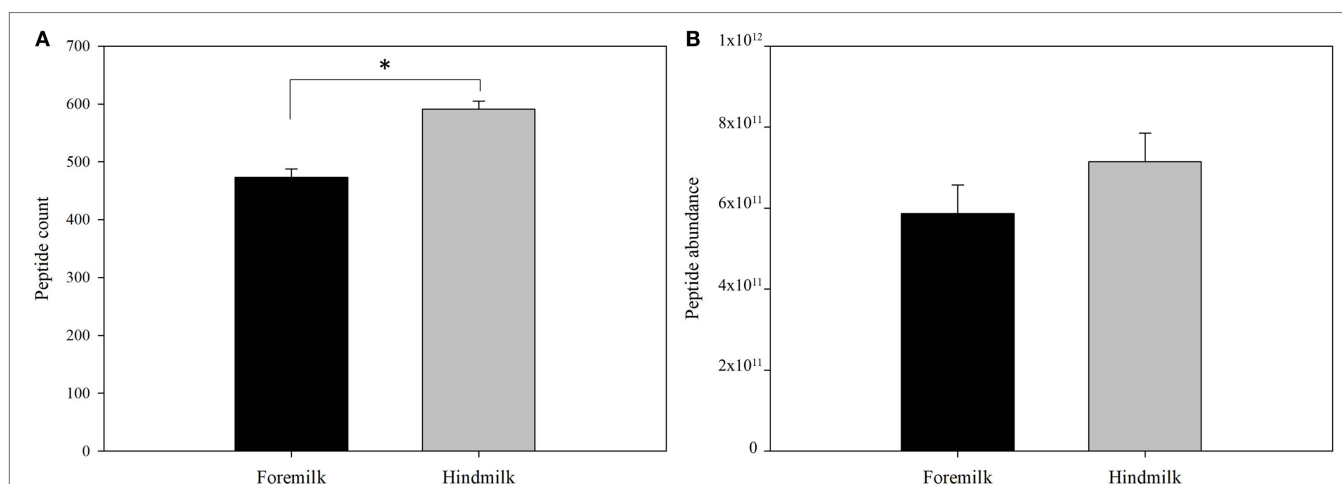 A
700
600
500
400
300
200
100
0
Peptide count
*
Foremilk
Hindmilk
B
1x10¹²
8x10¹¹
6x10¹¹
4x10¹¹
2x10¹¹
0
Peptide abundance
Foremilk
Hindmilk